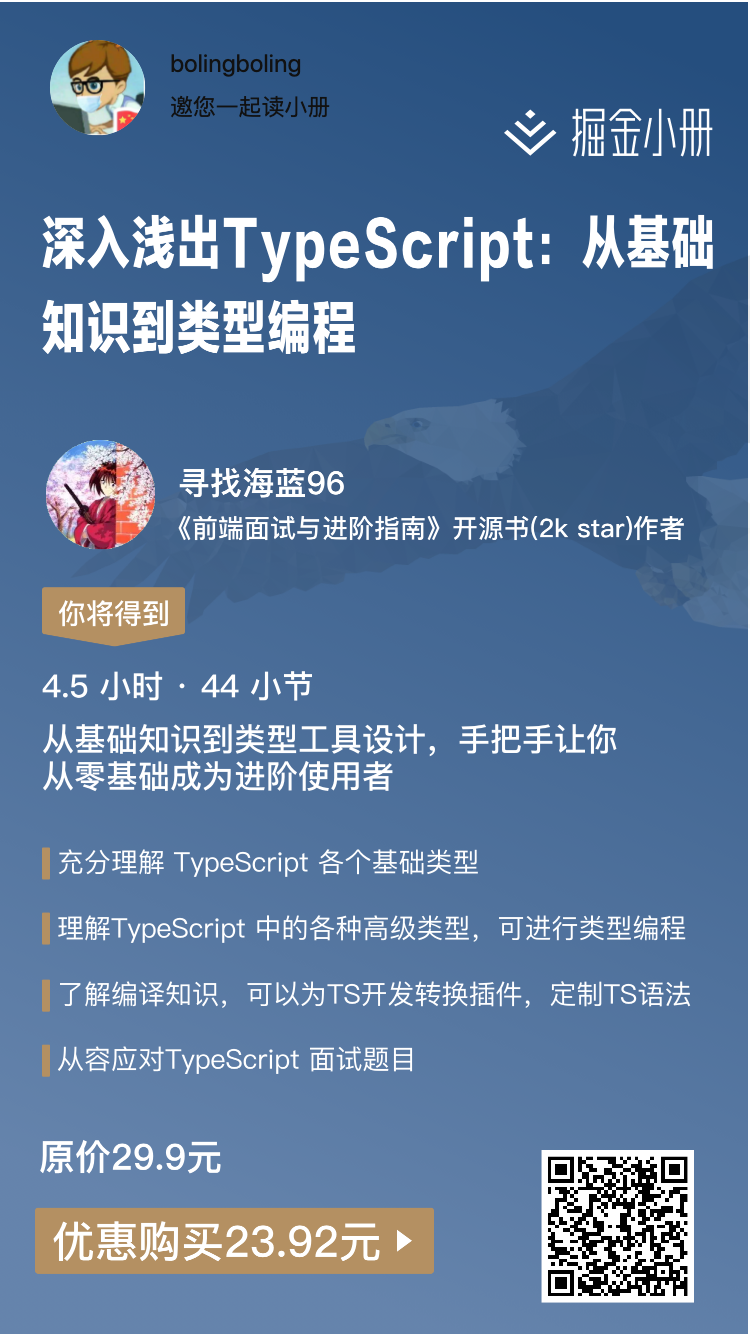 bolingboling
邀您一起读小册
掘金小册
深入浅出TypeScript：从基础
知识到类型编程
寻找海蓝96
《前端面试与进阶指南》开源书(2k star)作者
你将得到
4.5 小时 · 44 小节
从基础知识到类型工具设计，手把手让你
从零基础成为进阶使用者
充分理解 TypeScript 各个基础类型
理解TypeScript 中的各种高级类型，可进行类型编程
了解编译知识，可以为TS开发转换插件，定制TS语法
从容应对TypeScript 面试题目
原价29.9元
优惠购买23.92元